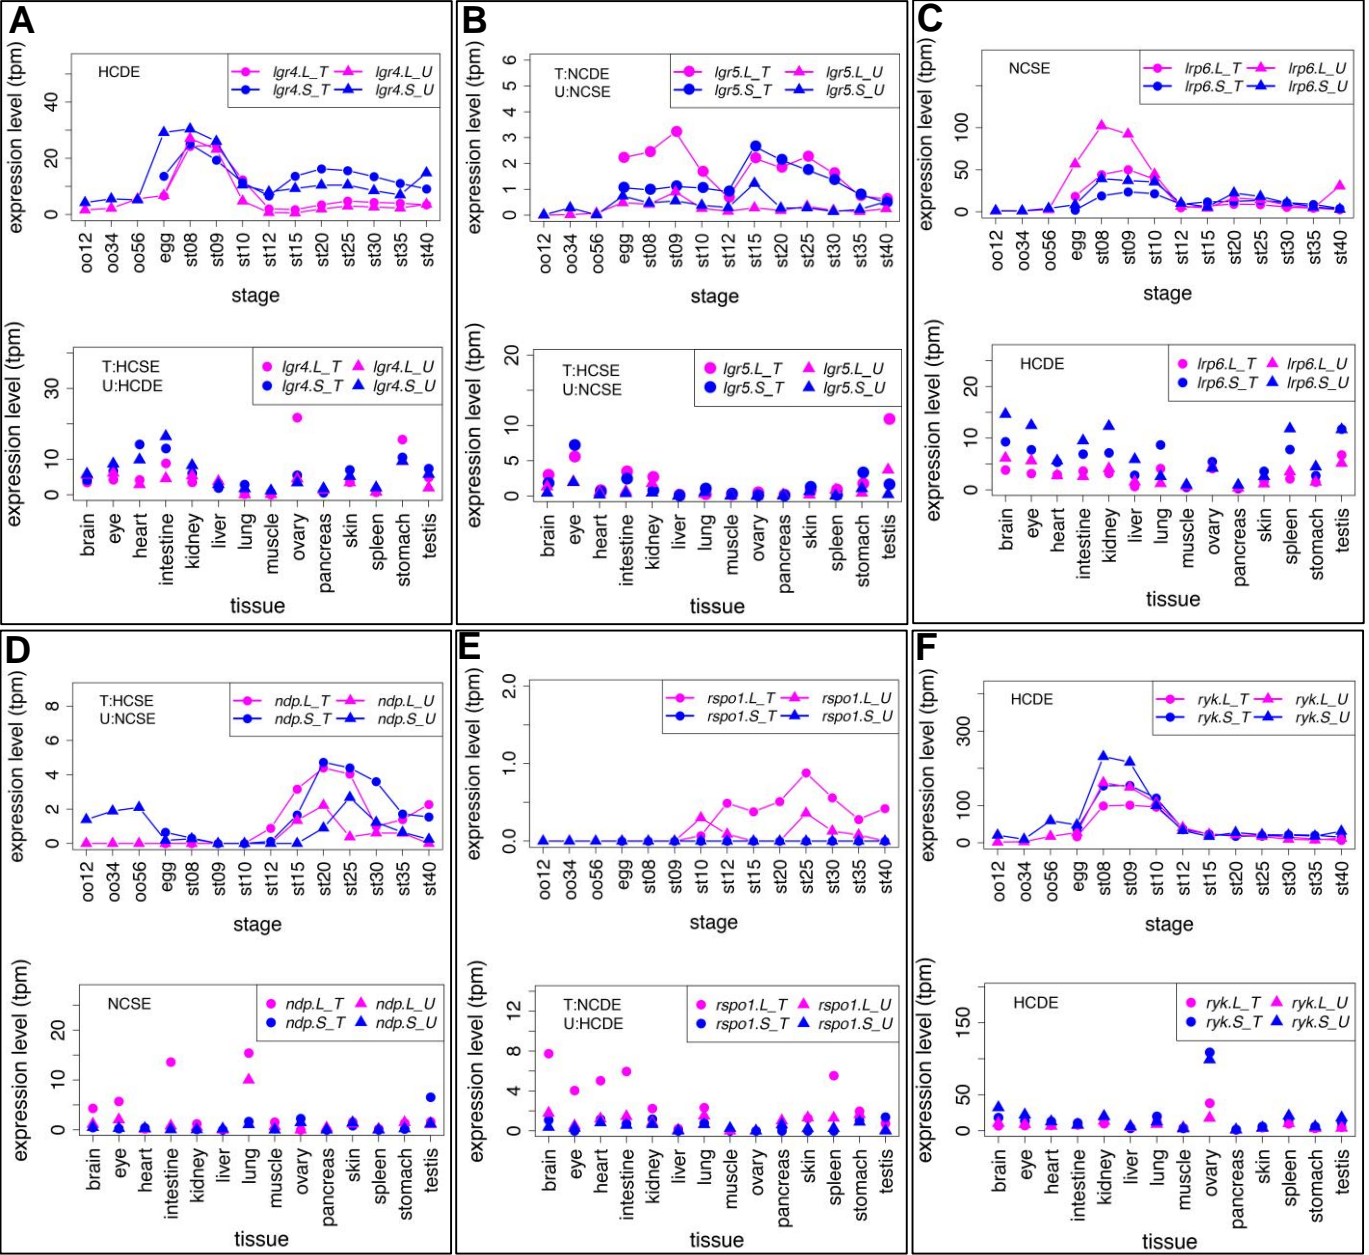 A
expression level (tpm)
HCDE
lgr4.L_T lgr4.L_U
lgr4.S_T lgr4.S_U
0 20 40
oo12 oo34 oo56 egg st08 st09 st10 st12 st15 st20 st25 st30 st35 st40
stage
expression level (tpm)
T:HCSE
U:HCDE
lgr4.L_T lgr4.L_U
lgr4.S_T lgr4.S_U
0 10 30
brain eye heart intestine kidney liver lung muscle ovary pancreas skin spleen stomach testis
tissue
B
expression level (tpm)
T:NCDE
U:NCSE
lgr5.L_T lgr5.L_U
lgr5.S_T lgr5.S_U
0 1 2 3 4 5 6
oo12 oo34 oo56 egg st08 st09 st10 st12 st15 st20 st25 st30 st35 st40
stage
expression level (tpm)
T:HCSE
U:NCSE
lgr5.L_T lgr5.L_U
lgr5.S_T lgr5.S_U
0 5 10 20
brain eye heart intestine kidney liver lung muscle ovary pancreas skin spleen stomach testis
tissue
C
expression level (tpm)
NCSE
lrp6.L_T lrp6.L_U
lrp6.S_T lrp6.S_U
0 50 100
oo12 oo34 oo56 egg st08 st09 st10 st12 st15 st20 st25 st30 st35 st40
stage
expression level (tpm)
HCDE
lrp6.L_T lrp6.L_U
lrp6.S_T lrp6.S_U
0 10 20
brain eye heart intestine kidney liver lung muscle ovary pancreas skin spleen stomach testis
tissue
D
expression level (tpm)
T:HCSE
U:NCSE
ndp.L_T ndp.L_U
ndp.S_T ndp.S_U
0 2 4 6 8
oo12 oo34 oo56 egg st08 st09 st10 st12 st15 st20 st25 st30 st35 st40
stage
expression level (tpm)
NCSE
ndp.L_T ndp.L_U
ndp.S_T ndp.S_U
0 10 20
brain eye heart intestine kidney liver lung muscle ovary pancreas skin spleen stomach testis
tissue
E
expression level (tpm)
rspo1.L_T rspo1.L_U
rspo1.S_T rspo1.S_U
0.0 1.0 2.0
oo12 oo34 oo56 egg st08 st09 st10 st12 st15 st20 st25 st30 st35 st40
stage
expression level (tpm)
T:NCDE
U:HCDE
rspo1.L_T rspo1.L_U
rspo1.S_T rspo1.S_U
0 4 8 12
brain eye heart intestine kidney liver lung muscle ovary pancreas skin spleen stomach testis
tissue
F
expression level (tpm)
HCDE
ryk.L_T ryk.L_U
ryk.S_T ryk.S_U
0 100 300
oo12 oo34 oo56 egg st08 st09 st10 st12 st15 st20 st25 st30 st35 st40
stage
expression level (tpm)
HCDE
ryk.L_T ryk.L_U
ryk.S_T ryk.S_U
0 50 150
brain eye heart intestine kidney liver lung muscle ovary pancreas skin spleen stomach testis
tissue